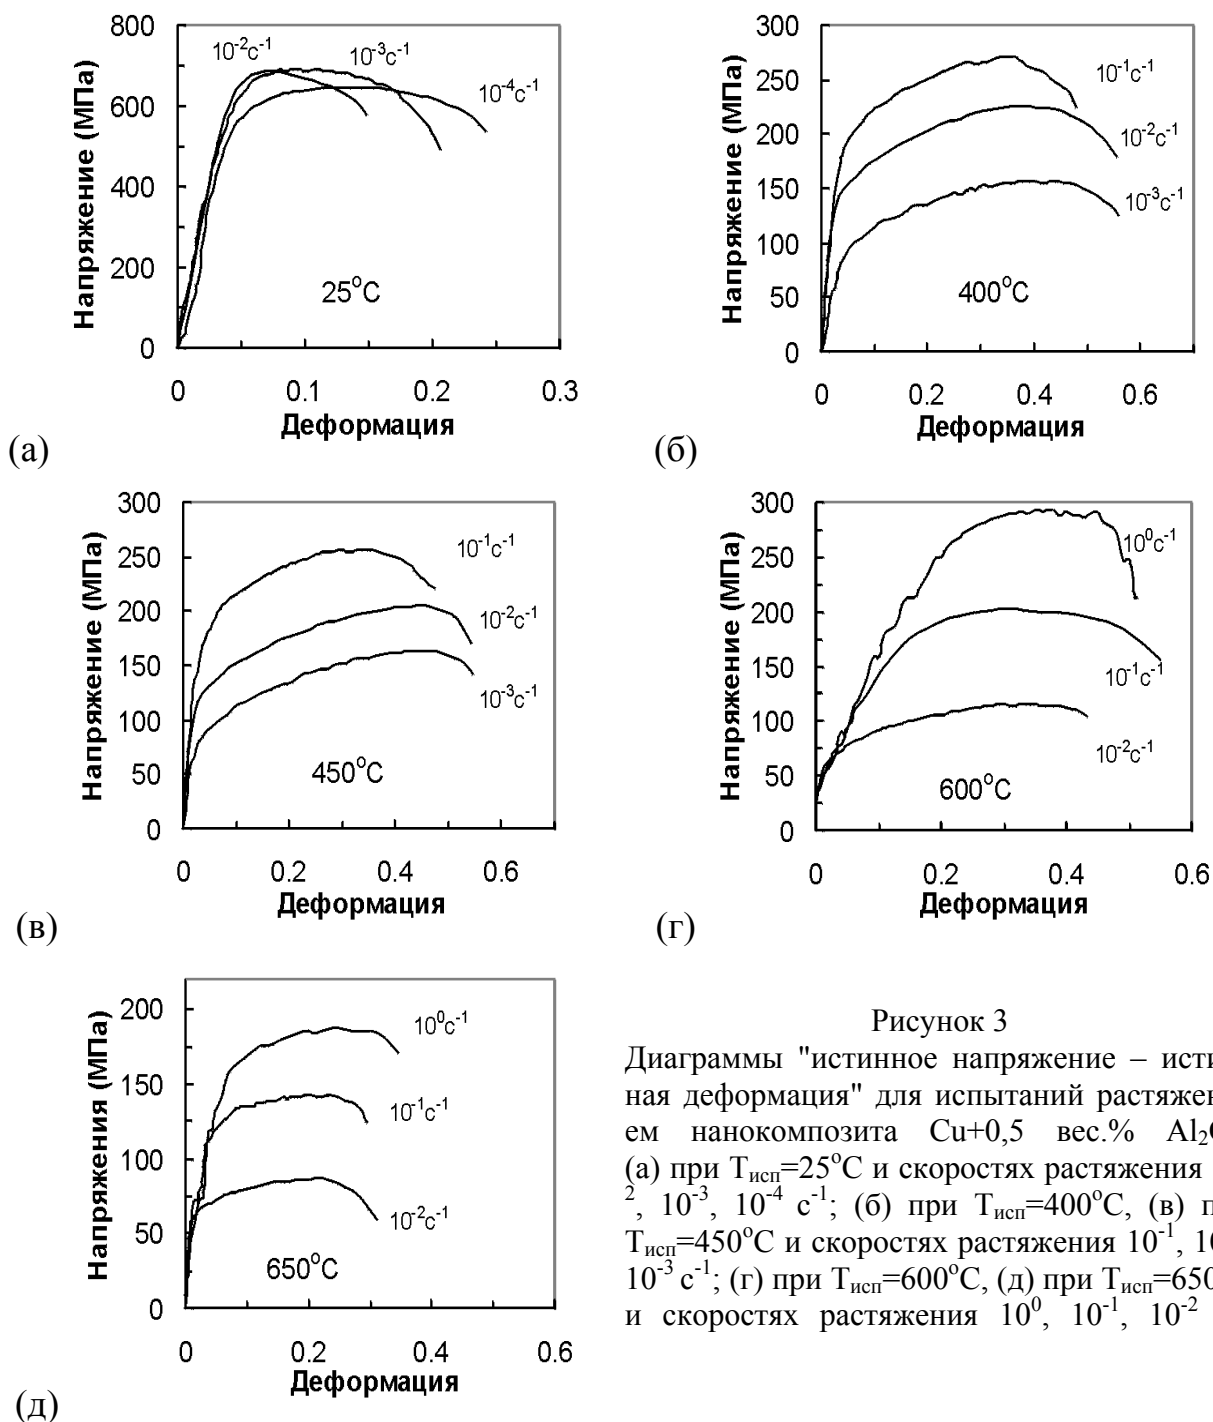 800
600
400
200
0
Напряжение (МПа)
10⁻²с⁻¹
10⁻³с⁻¹
10⁻⁴с⁻¹
25°C
0 0.1 0.2 0.3
Деформация
(а)
300
250
200
150
100
50
0
Напряжение (МПа)
10⁻¹с⁻¹
10⁻²с⁻¹
10⁻³с⁻¹
400°C
0 0.2 0.4 0.6
Деформация
(б)
300
250
200
150
100
50
0
Напряжение (МПа)
10⁻¹с⁻¹
10⁻²с⁻¹
10⁻³с⁻¹
450°C
0 0.2 0.4 0.6
Деформация
(в)
300
250
200
150
100
50
0
Напряжение (МПа)
10⁰с⁻¹
10⁻¹с⁻¹
10⁻²с⁻¹
600°C
0 0.2 0.4 0.6
Деформация
(г)
200
150
100
50
0
Напряжения (МПа)
10⁰с⁻¹
10⁻¹с⁻¹
10⁻²с⁻¹
650°C
0 0.2 0.4 0.6
Деформация
(д)
Рисунок 3
Диаграммы "истинное напряжение – исти
ная деформация" для испытаний растяжен
ем нанокомпозита Cu+0,5 вес.% Al₂
(а) при Tисп=25°С и скоростях растяжения
², 10⁻³, 10⁻⁴ с⁻¹; (б) при Tисп=400°С, (в) п
Tисп=450°С и скоростях растяжения 10⁻¹, 10
10⁻³ с⁻¹; (г) при Tисп=600°С, (д) при Tисп=650
и скоростях растяжения 10⁰, 10⁻¹, 10⁻²